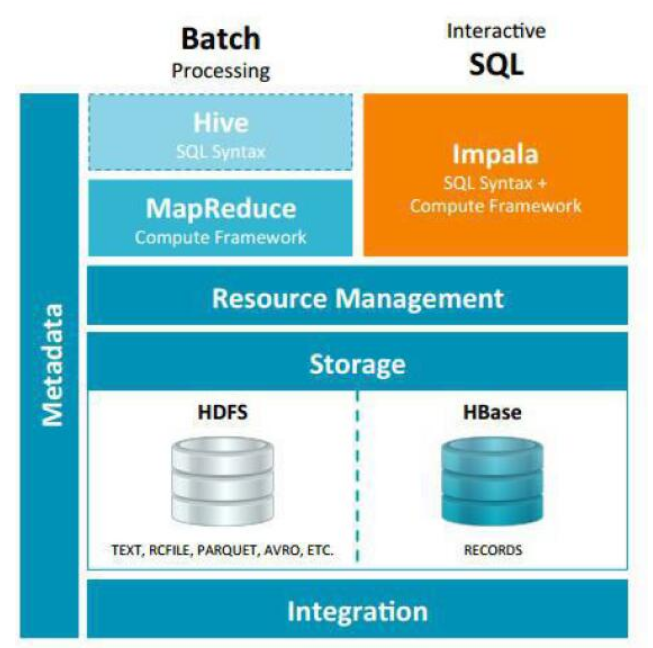 Batch
Processing
Interactive
SQL
Metadata
Hive
SQL Syntax
MapReduce
Compute Framework
Impala
SQL Syntax +
Compute Framework
Resource Management
Storage
HDFS
TEXT, RCFILE, PARQUET, AVRO, ETC.
HBase
RECORDS
Integration